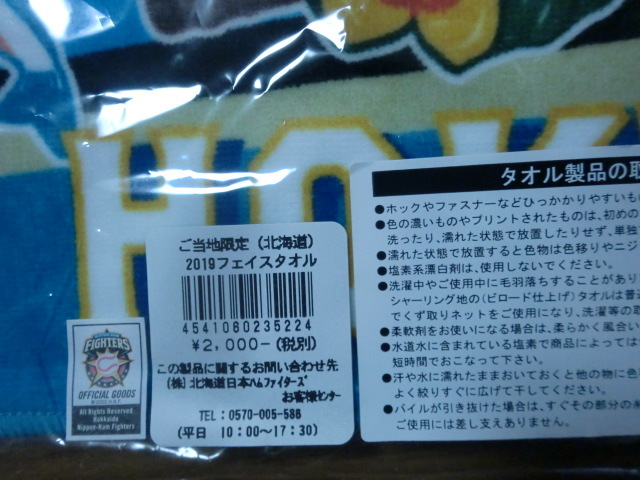 HOK
ご当地限定 (北海道)
2019フェイスタオル
4541060235224
¥2,000-(税別)
この製品に関するお問い合わせ先
(株)北海道日本ハムファイターズ
お客様センター
TEL:0570-005-586
(平日 10:00~17:30)
FIGHTERS
OFFICIAL GOODS
All Rights Reserved
Hokkaido
Nippon-Ham Fighters
タオル製品の取
●ホックやファスナーなどひっかかりやすいも
●色の濃いものやプリントされたものは、初めの
洗ったり、濡れた状態で放置したりせず、単独
●濡れた状態で放置すると色物は色移りやニジ
●塩素系漂白剤は、使用しないでください。
●洗濯中やご使用中に毛羽落ちすることがあり
シャーリング地の(ビロード仕上げ)タオルは普通
でくず取りネットをご使用になり、洗濯等の取
●柔軟剤をお使いになる場合は、柔らかく風合い
●水道水に含まれている塩素で商品によっては
短時間でおこなって下さい。
●汗や水に濡れたままおいておくと他の物に色
よく絞りすぐに広げて干してください。
●パイルが引き抜けた場合は、すぐその部分の
ご使用には差し支えありません。